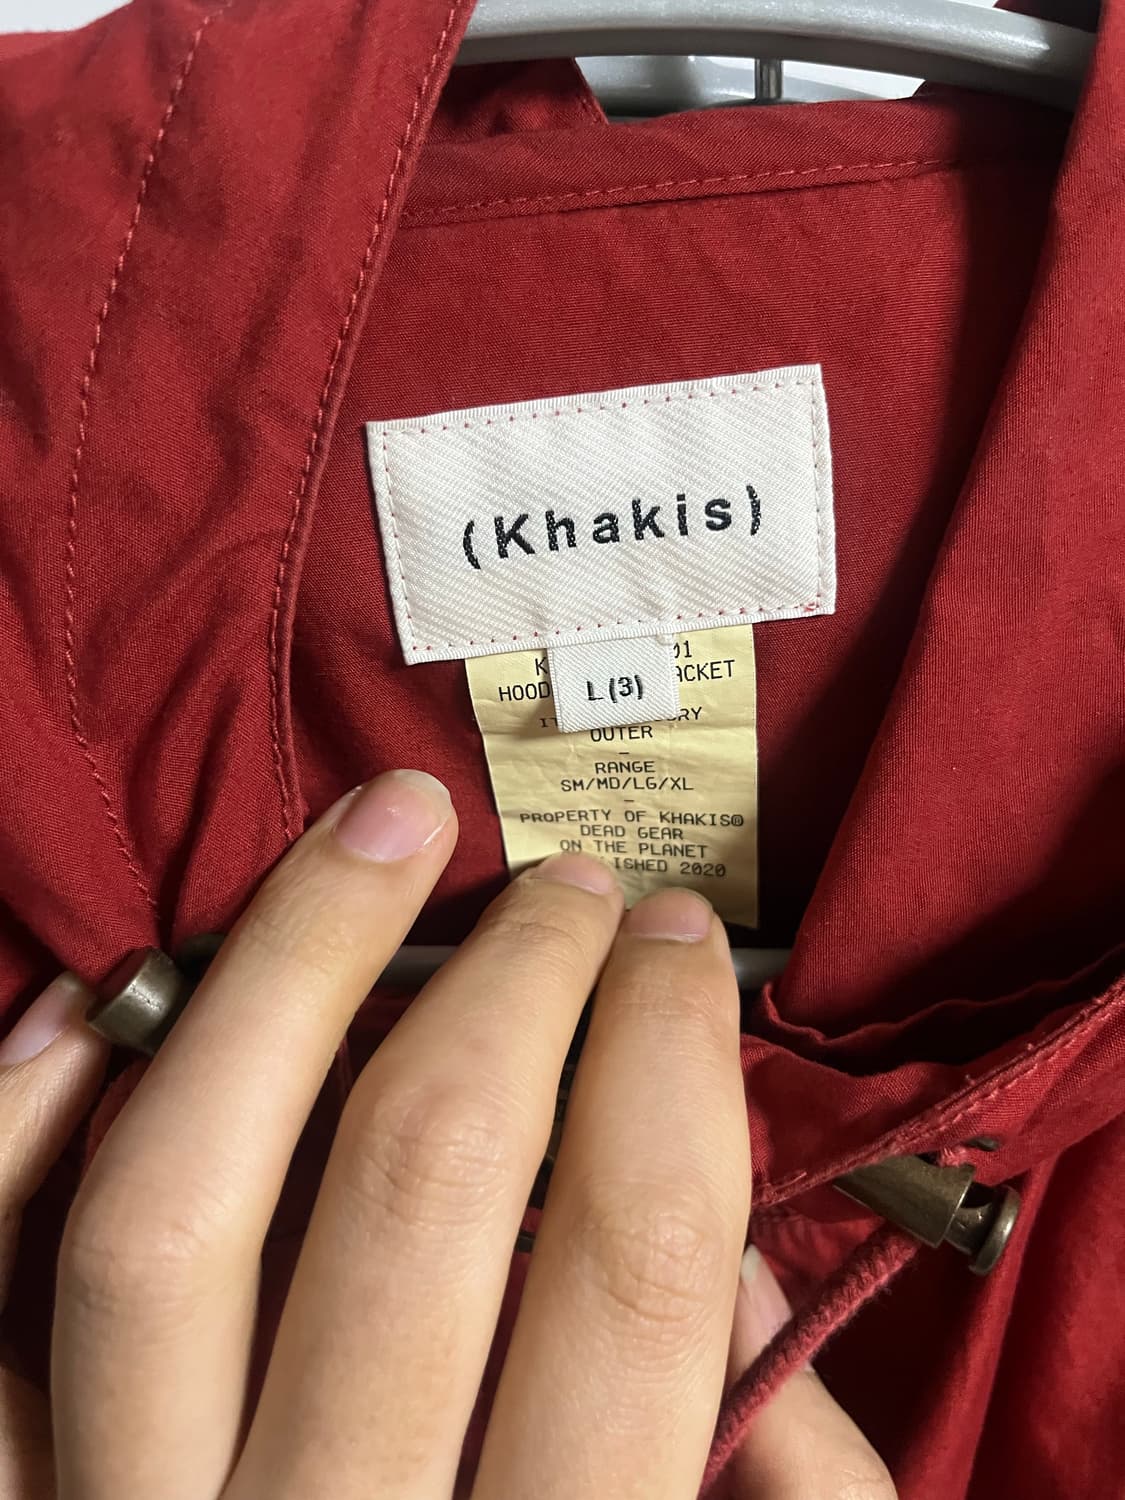 (Khakis)
L(3)
OUTER
-
RANGE
SM/MD/LG/XL
-
PROPERTY OF KHAKIS®
DEAD GEAR
ON THE PLANET
2020